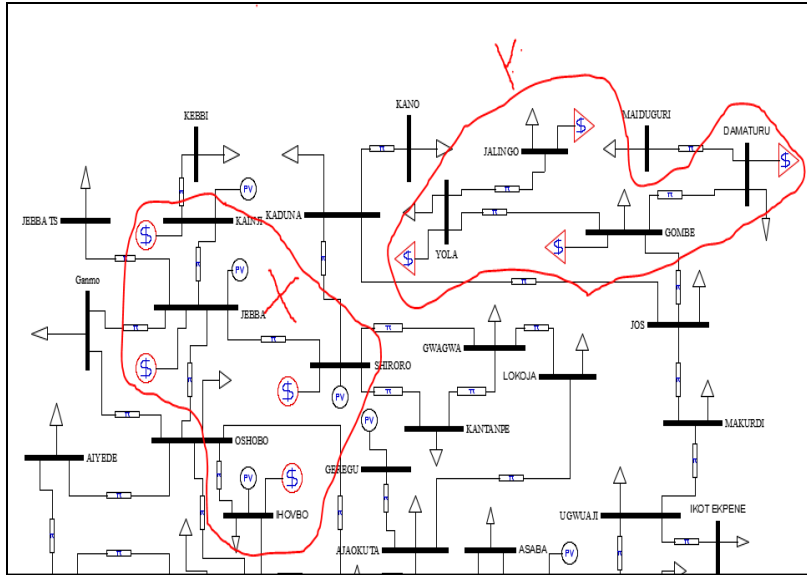 Y
KEBBI
KANO
MAIDUGURI
DAMATURU
$
JALINGO
$
π
π
π
PV
π
JEBBA TS
KAINJI
KADUNA
$
YOLA
π
π
GOMBE
$
$
π
π
π
PV
Ganmo
JEBBA
X
π
π
π
JOS
π
π
SHIRORO
GWAGWA
π
π
LOKOJA
$
$
PV
π
π
π
π
PV
KANTANPE
MAKURDI
OSHOBO
AIYEDE
π
π
PV
$
GEREGU
π
IHOVBO
π
UGWUAJI
IKOT EKPENE
π
AJAOKUTA
ASABA
PV
π
π
π
π
π
π